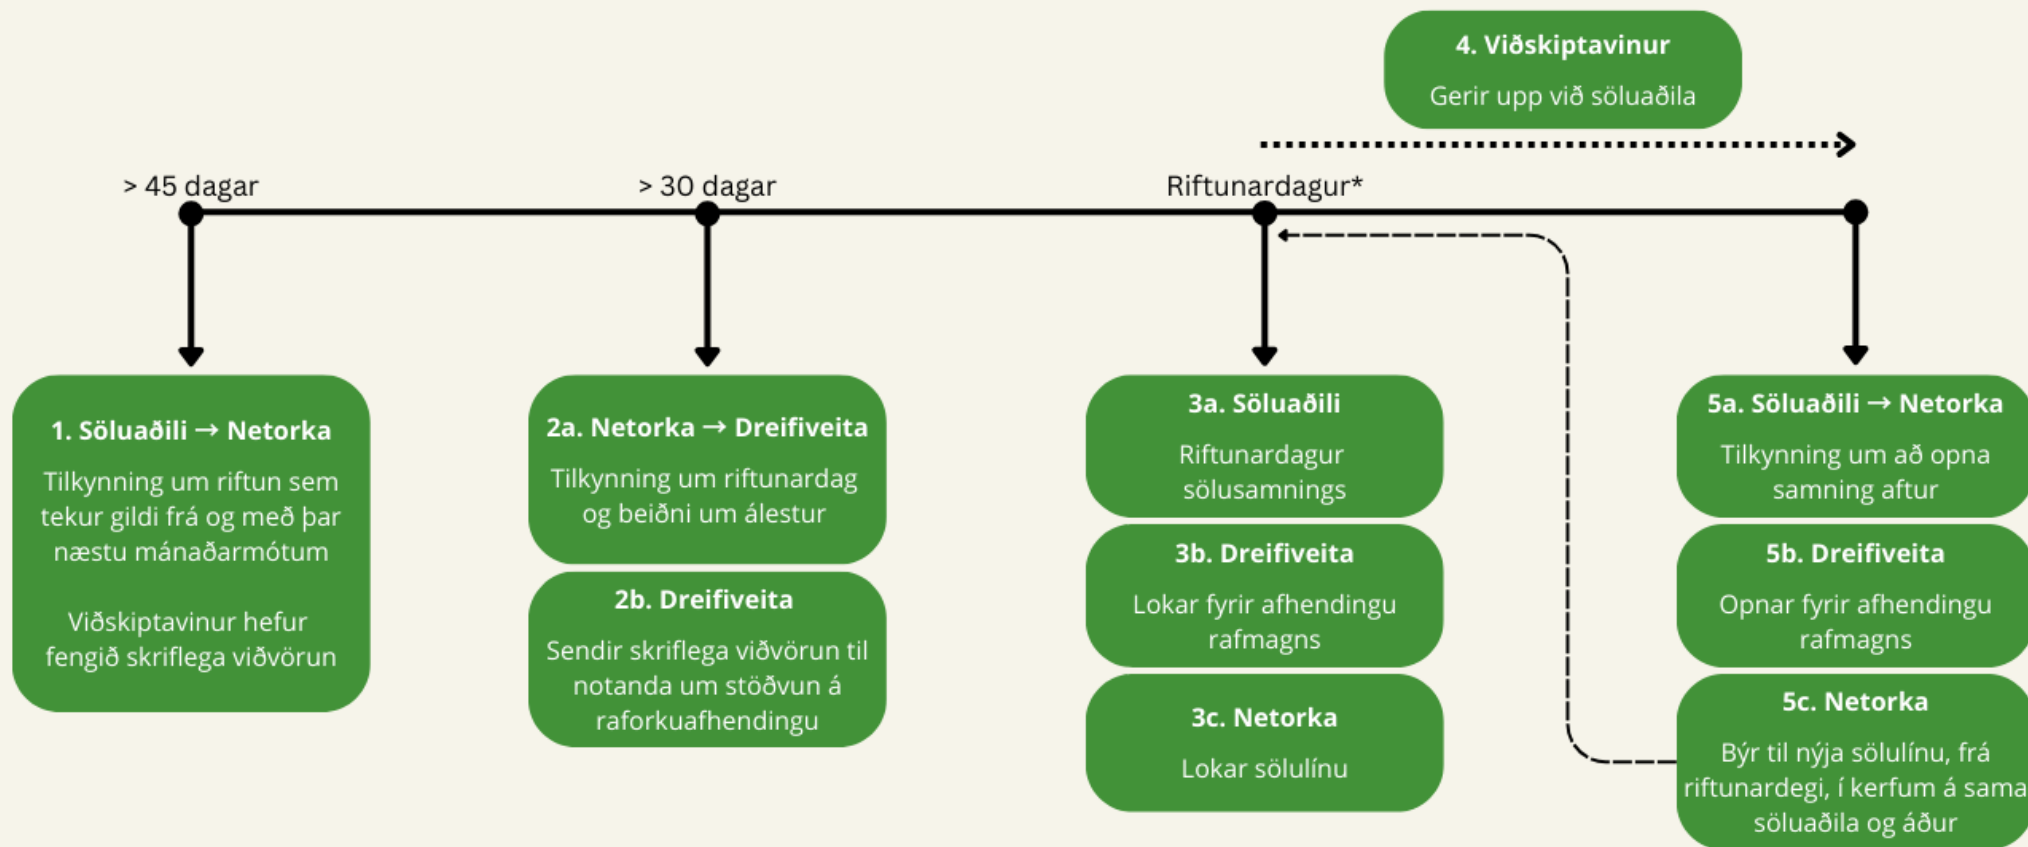 4. Viðskiptavinur
Gerir upp við söluaðila
> 45 dagar
> 30 dagar
Riftunardagur*
1. Söluaðili → Netorka
Tilkynning um riftun sem
tekur gildi frá og með þar
næstu mánaðarmótum
Viðskiptavinur hefur
fengið skriflega viðvörun
2a. Netorka → Dreifiveita
Tilkynning um riftunardag
og beiðni um álestur
2b. Dreifiveita
Sendir skriflega viðvörun til
notanda um stöðvun á
raforkuafhendingu
3a. Söluaðili
Riftunardagur
sölusamnings
3b. Dreifiveita
Lokar fyrir afhendingu
rafmagns
3c. Netorka
Lokar sölulínu
5a. Söluaðili → Netorka
Tilkynning um að opna
samning aftur
5b. Dreifiveita
Opnar fyrir afhendingu
rafmagns
5c. Netorka
Býr til nýja sölulínu, frá
riftunardegi, í kerfum á sama
söluaðila og áður